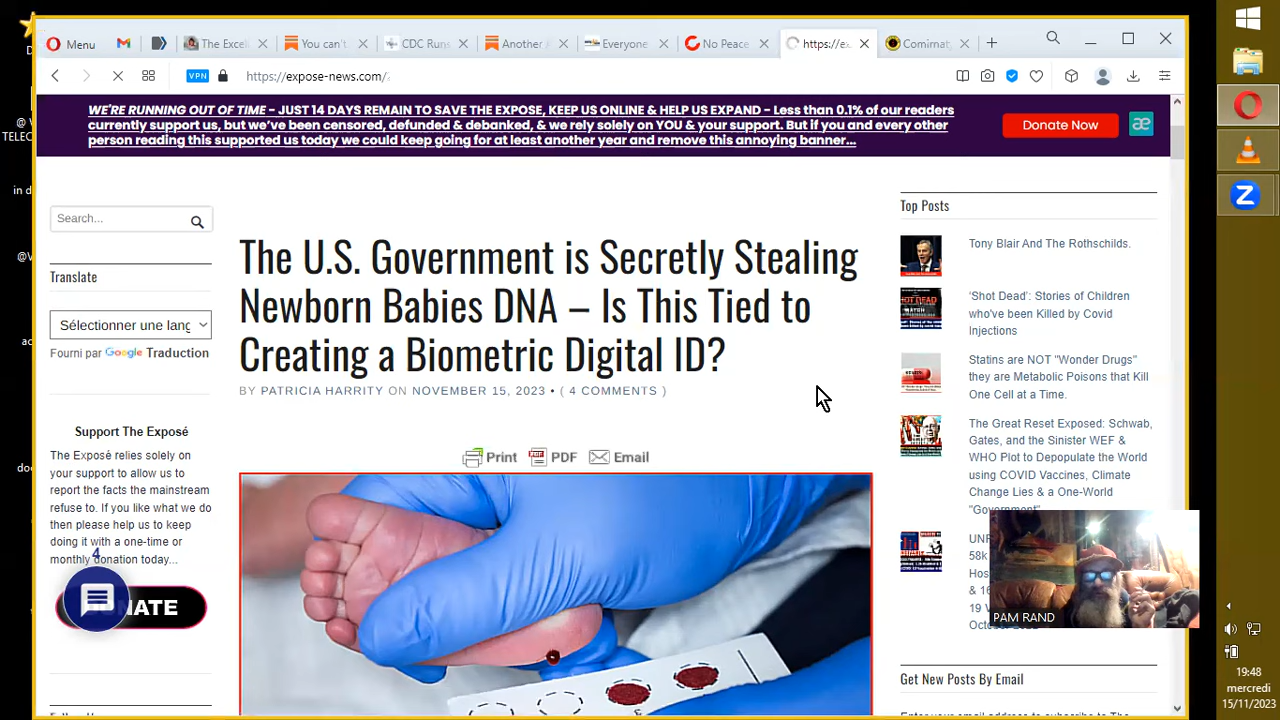 Menu
The Excell
You can't
CDC Runs
Another A
Everyone
No Peace
https://ex
Comirnat
VPN
https://expose-news.com/
WE'RE RUNNING OUT OF TIME - JUST 14 DAYS REMAIN TO SAVE THE EXPOSE, KEEP US ONLINE & HELP US EXPAND - Less than 0.1% of our readers
currently support us, but we've been censored, defunded & debanked, & we rely solely on YOU & your support. But if you and every other
person reading this supported us today we could keep going for at least another year and remove this annoying banner...
Donate Now
æ
Search...
Translate
Sélectionner une lang
Fourni par Google Traduction
Support The Exposé
The Exposé relies solely on
your support to allow us to
report the facts the mainstream
refuse to. If you like what we do
then please help us to keep
doing it with a one-time or
monthly donation today...
4
NATE
The U.S. Government is Secretly Stealing
Newborn Babies DNA – Is This Tied to
Creating a Biometric Digital ID?
BY PATRICIA HARRITY ON NOVEMBER 15, 2023 • ( 4 COMMENTS )
Print PDF Email
Top Posts
Tony Blair And The Rothschilds.
'Shot Dead': Stories of Children
who've been Killed by Covid
Injections
Statins are NOT "Wonder Drugs"
they are Metabolic Poisons that Kill
One Cell at a Time.
The Great Reset Exposed: Schwab,
Gates, and the Sinister WEF &
WHO Plot to Depopulate the World
using COVID Vaccines, Climate
Change Lies & a One-World
"Government"
58k
Hos
& 16
19 V
Octo
PAM RAND
Get New Posts By Email
19:48
mercredi
15/11/2023